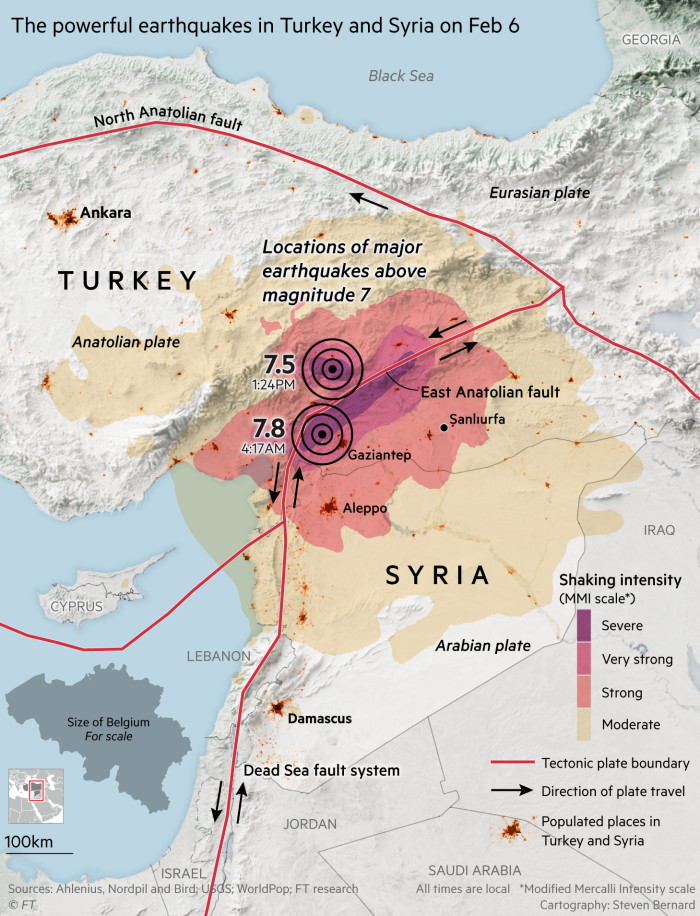 The powerful earthquakes in Turkey and Syria on Feb 6
GEORGIA
Black Sea
North Anatolian fault
Eurasian plate
Ankara
Locations of major
earthquakes above
magnitude 7
TURKEY
Anatolian plate
7.5
1:24PM
East Anatolian fault
7.8
4:17AM
Şanlıurfa
Gaziantep
Aleppo
IRAQ
SYRIA
Shaking intensity
(MMI scale*)
CYPRUS
Severe
Arabian plate
LEBANON
Very strong
Strong
Size of Belgium
For scale
Damascus
Moderate
Tectonic plate boundary
Dead Sea fault system
Direction of plate travel
Populated places in
Turkey and Syria
JORDAN
100km
ISRAEL
SAUDI ARABIA
Sources: Ahlenius, Nordpil and Bird; USGS; WorldPop; FT research
All times are local *Modified Mercalli Intensity scale
© FT
Cartography: Steven Bernard